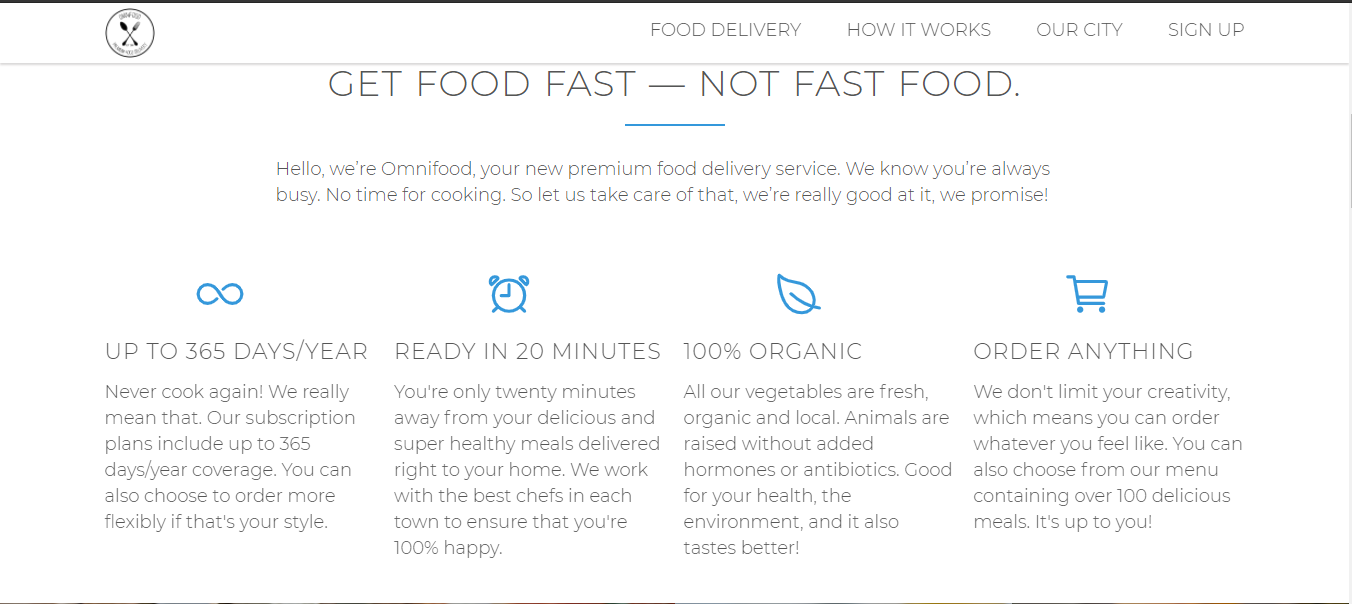 FOOD DELIVERY HOW IT WORKS OUR CITY SIGN UP
GET FOOD FAST — NOT FAST FOOD.
Hello, we’re Omnifood, your new premium food delivery service. We know you’re always
busy. No time for cooking. So let us take care of that, we’re really good at it, we promise!
UP TO 365 DAYS/YEAR
Never cook again! We really
mean that. Our subscription
plans include up to 365
days/year coverage. You can
also choose to order more
flexibly if that's your style.
READY IN 20 MINUTES
You're only twenty minutes
away from your delicious and
super healthy meals delivered
right to your home. We work
with the best chefs in each
town to ensure that you're
100% happy.
100% ORGANIC
All our vegetables are fresh,
organic and local. Animals are
raised without added
hormones or antibiotics. Good
for your health, the
environment, and it also
tastes better!
ORDER ANYTHING
We don't limit your creativity,
which means you can order
whatever you feel like. You can
also choose from our menu
containing over 100 delicious
meals. It's up to you!